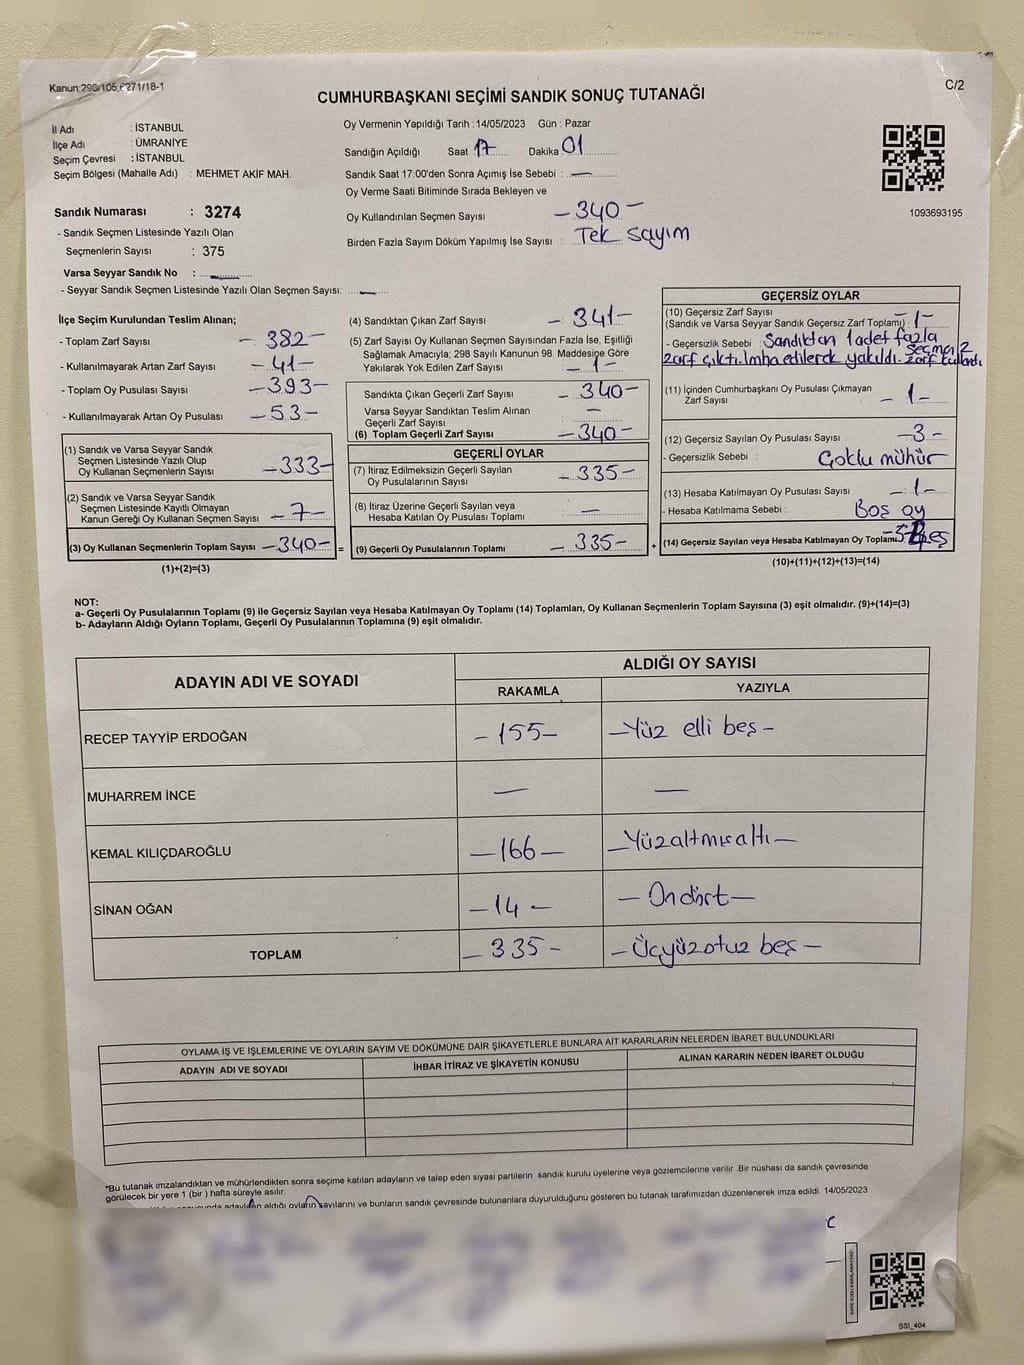 Kanun:298/105,6271/18-1
C/2
CUMHURBAŞKANI SEÇİMİ SANDIK SONUÇ TUTANAĞI
İl Adı : İSTANBUL
İlçe Adı : ÜMRANİYE
Seçim Çevresi : İSTANBUL
Seçim Bölgesi (Mahalle Adı) : MEHMET AKİF MAH.
Oy Vermenin Yapıldığı Tarih : 14/05/2023 Gün : Pazar
Sandığın Açıldığı Saat 17 Dakika 01
Sandık Saat 17:00'den Sonra Açımış İse Sebebi : —
Oy Verme Saati Bitiminde Sırada Bekleyen ve
Oy Kullandırılan Seçmen Sayısı – 340 –
Birden Fazla Sayım Döküm Yapılmış İse Sayısı : Tek sayım
1093693195
Sandık Numarası : 3274
- Sandık Seçmen Listesinde Yazılı Olan
Seçmenlerin Sayısı : 375
Varsa Seyyar Sandık No : —
- Seyyar Sandık Seçmen Listesinde Yazılı Olan Seçmen Sayısı: —
İlçe Seçim Kurulundan Teslim Alınan;
- Toplam Zarf Sayısı – 382 –
- Kullanılmayarak Artan Zarf Sayısı – 41 –
- Toplam Oy Pusulası Sayısı – 393 –
- Kullanılmayarak Artan Oy Pusulası – 53 –
(1) Sandık ve Varsa Seyyar Sandık
Seçmen Listesinde Yazılı Olup
Oy Kullanan Seçmenlerin Sayısı – 333 –
(2) Sandık ve Varsa Seyyar Sandık
Seçmen Listesinde Kayıtlı Olmayan
Kanun Gereği Oy Kullanan Seçmen Sayısı – 7 –
(3) Oy Kullanan Seçmenlerin Toplam Sayısı – 340 –
(1)+(2)=(3)
(4) Sandıktan Çıkan Zarf Sayısı – 341 –
(5) Zarf Sayısı Oy Kullanan Seçmen Sayısından Fazla İse, Eşitliği
Sağlamak Amacıyla; 298 Sayılı Kanunun 98. Maddesine Göre
Yakılarak Yok Edilen Zarf Sayısı – 1 –
Sandıkta Çıkan Geçerli Zarf Sayısı – 340 –
Varsa Seyyar Sandıktan Teslim Alınan
Geçerli Zarf Sayısı —
(6) Toplam Geçerli Zarf Sayısı – 340 –
GEÇERLİ OYLAR
(7) İtiraz Edilmeksizin Geçerli Sayılan
Oy Pusulalarının Sayısı – 335 –
(8) İtiraz Üzerine Geçerli Sayılan veya
Hesaba Katılan Oy Pusulası Toplamı —
= (9) Geçerli Oy Pusulalarının Toplamı – 335 – +
GEÇERSİZ OYLAR
(10) Geçersiz Zarf Sayısı
(Sandık ve Varsa Seyyar Sandık Geçersiz Zarf Toplamı) : – 1 –
- Geçersizlik Sebebi : Sandıktan 1 adet fazla
zarf çıktı. İmha edilerek yakıldı. seçmen 2 zarf kullandı
(11) İçinden Cumhurbaşkanı Oy Pusulası Çıkmayan
Zarf Sayısı – 1 –
(12) Geçersiz Sayılan Oy Pusulası Sayısı – 3 –
- Geçersizlik Sebebi : Çoklu mühür
(13) Hesaba Katılmayan Oy Pusulası Sayısı – 1 –
- Hesaba Katılmama Sebebi : Boş oy
(14) Geçersiz Sayılan veya Hesaba Katılmayan Oy Toplamı – 5 – Beş
(10)+(11)+(12)+(13)=(14)
NOT:
a- Geçerli Oy Pusulalarının Toplamı (9) ile Geçersiz Sayılan veya Hesaba Katılmayan Oy Toplamı (14) Toplamları, Oy Kullanan Seçmenlerin Toplam Sayısına (3) eşit olmalıdır. (9)+(14)=(3)
b- Adayların Aldığı Oyların Toplamı, Geçerli Oy Pusulalarının Toplamına (9) eşit olmalıdır.
ADAYIN ADI VE SOYADI ALDIĞI OY SAYISI
RAKAMLA YAZIYLA
RECEP TAYYİP ERDOĞAN – 155 – – Yüz elli beş –
MUHARREM İNCE — —
KEMAL KILIÇDAROĞLU – 166 – – Yüzaltmışaltı –
SİNAN OĞAN – 14 – – Ondört –
TOPLAM – 335 – – Üçyüzotuz beş –
OYLAMA İŞ VE İŞLEMLERİNE VE OYLARIN SAYIM VE DÖKÜMÜNE DAİR ŞİKAYETLERLE BUNLARA AİT KARARLARIN NELERDEN İBARET BULUNDUKLARI
ADAYIN ADI VE SOYADI İHBAR İTİRAZ VE ŞİKAYETİN KONUSU ALINAN KARARIN NEDEN İBARET OLDUĞU
*Bu tutanak imzalandıktan ve mühürlendikten sonra seçime katılan adayların ve talep eden siyasi partilerin sandık kurulu üyelerine veya gözlemcilerine verilir. Bir nüshası da sandık çevresinde
görülecek bir yere 1 (bir) hafta süreyle asılır.
adayların aldığı oyların sayılarını ve bunların sandık çevresinde bulunanlara duyurulduğunu gösteren bu tutanak tarafımızdan düzenlenerek imza edildi. 14/05/2023
SSI_404